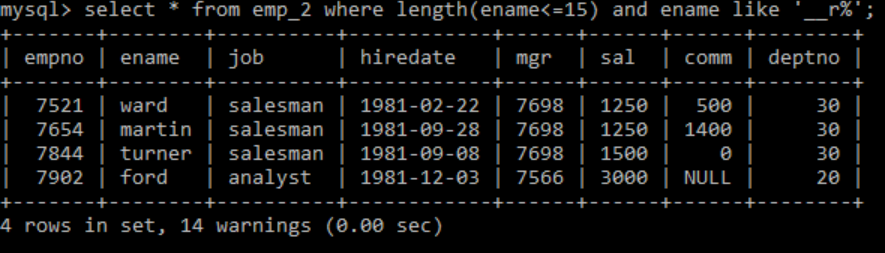 mysql> select * from emp_2 where length(ename<=15) and ename like '__r%';
+-------+--------+----------+------------+------+------+------+--------+
| empno | ename  | job      | hiredate   | mgr  | sal  | comm | deptno |
+-------+--------+----------+------------+------+------+------+--------+
|  7521 | ward   | salesman | 1981-02-22 | 7698 | 1250 |  500 |     30 |
|  7654 | martin | salesman | 1981-09-28 | 7698 | 1250 | 1400 |     30 |
|  7844 | turner | salesman | 1981-09-08 | 7698 | 1500 |    0 |     30 |
|  7902 | ford   | analyst  | 1981-12-03 | 7566 | 3000 | NULL |     20 |
+-------+--------+----------+------------+------+------+------+--------+
4 rows in set, 14 warnings (0.00 sec)